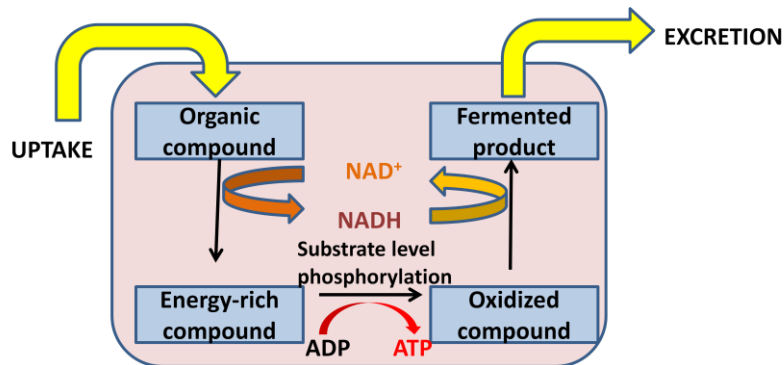 EXCRETION
Organic
compound
Fermented
product
UPTAKE
NAD⁺
NADH
Substrate level
phosphorylation
Energy-rich
compound
Oxidized
compound
ADP
ATP